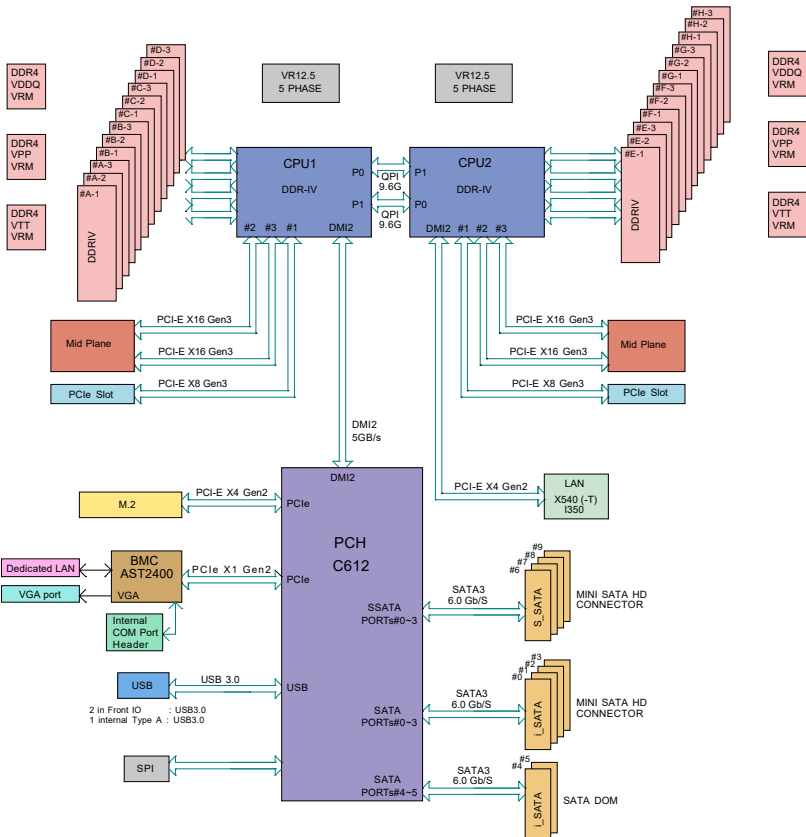 DDR4
VDDQ
VRM
DDR4
VPP
VRM
DDR4
VTT
VRM
#D-3
#D-2
#D-1
#C-3
#C-2
#C-1
#B-3
#B-2
#B-1
#A-3
#A-2
#A-1
DDRIV
VR12.5
5 PHASE
VR12.5
5 PHASE
#H-3
#H-2
#H-1
#G-3
#G-2
#G-1
#F-3
#F-2
#F-1
#E-3
#E-2
#E-1
DDRIV
DDR4
VDDQ
VRM
DDR4
VPP
VRM
DDR4
VTT
VRM
CPU1
DDR-IV
P0
P1
#2 #3 #1 DMI2
QPI
9.6G
QPI
9.6G
CPU2
P1
DDR-IV
P0
DMI2 #1 #2 #3
PCI-E X16 Gen3
Mid Plane
PCI-E X16 Gen3
PCI-E X8 Gen3
PCIe Slot
PCI-E X16 Gen3
Mid Plane
PCI-E X16 Gen3
PCI-E X8 Gen3
PCIe Slot
DMI2
5GB/s
DMI2
PCI-E X4 Gen2
M.2
PCIe
PCI-E X4 Gen2
LAN
X540 (-T)
I350
PCH
C612
Dedicated LAN
VGA port
BMC
AST2400
VGA
PCIe X1 Gen2
PCIe
Internal
COM Port
Header
USB
USB 3.0
USB
2 in Front IO : USB3.0
1 internal Type A : USB3.0
SPI
SSATA
PORTs#0~3
SATA3
6.0 Gb/S
#9
#8
#7
#6
S_SATA
MINI SATA HD
CONNECTOR
SATA
PORTs#0~3
SATA3
6.0 Gb/S
#3
#2
#1
#0
i_SATA
MINI SATA HD
CONNECTOR
SATA
PORTs#4~5
SATA3
6.0 Gb/S
#5
#4
i_SATA
SATA DOM